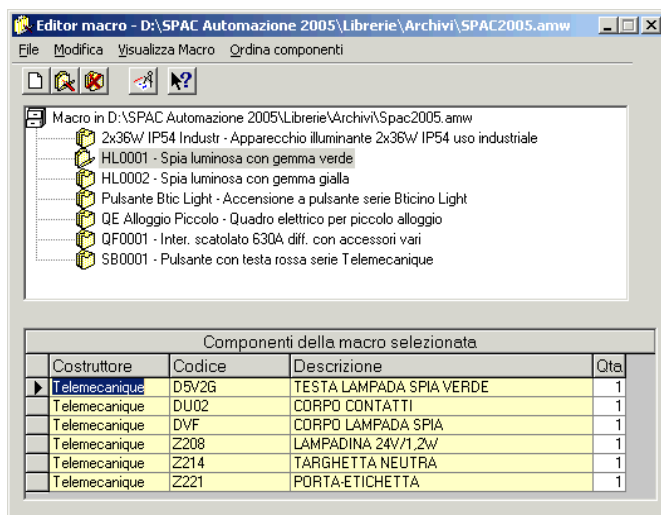 Editor macro - D:\SPAC Automazione 2005\Librerie\Archivi\SPAC2005.amw
File Modifica Visualizza Macro Ordina componenti
Macro in D:\SPAC Automazione 2005\Librerie\Archivi\Spac2005.amw
2x36W IP54 Industr - Apparecchio illuminante 2x36W IP54 uso industriale
HL0001 - Spia luminosa con gemma verde
HL0002 - Spia luminosa con gemma gialla
Pulsante Btic Light - Accensione a pulsante serie Bticino Light
QE Alloggio Piccolo - Quadro elettrico per piccolo alloggio
QF0001 - Inter. scatolato 630A diff. con accessori vari
SB0001 - Pulsante con testa rossa serie Telemecanique
Componenti della macro selezionata
Costruttore Codice Descrizione Qta
Telemecanique D5V2G TESTA LAMPADA SPIA VERDE 1
Telemecanique DU02 CORPO CONTATTI 1
Telemecanique DVF CORPO LAMPADA SPIA 1
Telemecanique Z208 LAMPADINA 24V/1,2W 1
Telemecanique Z214 TARGHETTA NEUTRA 1
Telemecanique Z221 PORTA-ETICHETTA 1